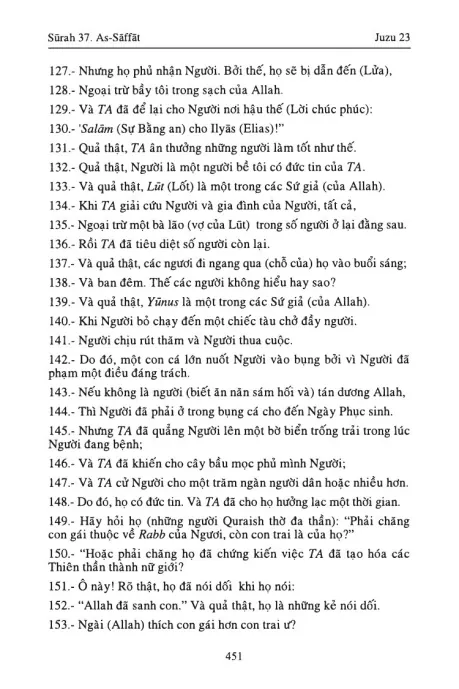 Sūrah 37. As-Sāffāt Juzu 23
127.- Nhưng họ phủ nhận Người. Bởi thế, họ sẽ bị dẫn đến (Lửa),
128.- Ngoại trừ bầy tôi trong sạch của Allah.
129.- Và TA đã để lại cho Người nơi hậu thế (Lời chúc phúc):
130.- 'Salām (Sự Bằng an) cho Ilyās (Elias)!”
131.- Quả thật, TA ân thưởng những người làm tốt như thế.
132.- Quả thật, Người là một người bề tôi có đức tin của TA.
133.- Và quả thật, Lūt (Lốt) là một trong các Sứ giả (của Allah).
134.- Khi TA giải cứu Người và gia đình của Người, tất cả,
135.- Ngoại trừ một bà lão (vợ của Lūt) trong số người ở lại đằng sau.
136.- Rồi TA đã tiêu diệt số người còn lại.
137.- Và quả thật, các ngươi đi ngang qua (chỗ của) họ vào buổi sáng;
138.- Và ban đêm. Thế các người không hiểu hay sao?
139.- Và quả thật, Yūnus là một trong các Sứ giả (của Allah).
140.- Khi Người bỏ chạy đến một chiếc tàu chở đầy người.
141.- Người chịu rút thăm và Người thua cuộc.
142.- Do đó, một con cá lớn nuốt Người vào bụng bởi vì Người đã
phạm một điều đáng trách.
143.- Nếu không là người (biết ăn năn sám hối và) tán dương Allah,
144.- Thì Người đã phải ở trong bụng cá cho đến Ngày Phục sinh.
145.- Nhưng TA đã quẳng Người lên một bờ biển trống trải trong lúc
Người đang bệnh;
146.- Và TA đã khiến cho cây bầu mọc phủ mình Người;
147.- Và TA cử Người cho một trăm ngàn người dân hoặc nhiều hơn.
148.- Do đó, họ có đức tin. Và TA đã cho họ hưởng lạc một thời gian.
149.- Hãy hỏi họ (những người Quraish thờ đa thần): “Phải chăng
con gái thuộc về Rabb của Ngươi, còn con trai là của họ?”
150.- “Hoặc phải chăng họ đã chứng kiến việc TA đã tạo hóa các
Thiên thần thành nữ giới?
151.- Ô này! Rõ thật, họ đã nói dối khi họ nói:
152.- “Allah đã sanh con.” Và quả thật, họ là những kẻ nói dối.
153.- Ngài (Allah) thích con gái hơn con trai ư?
451